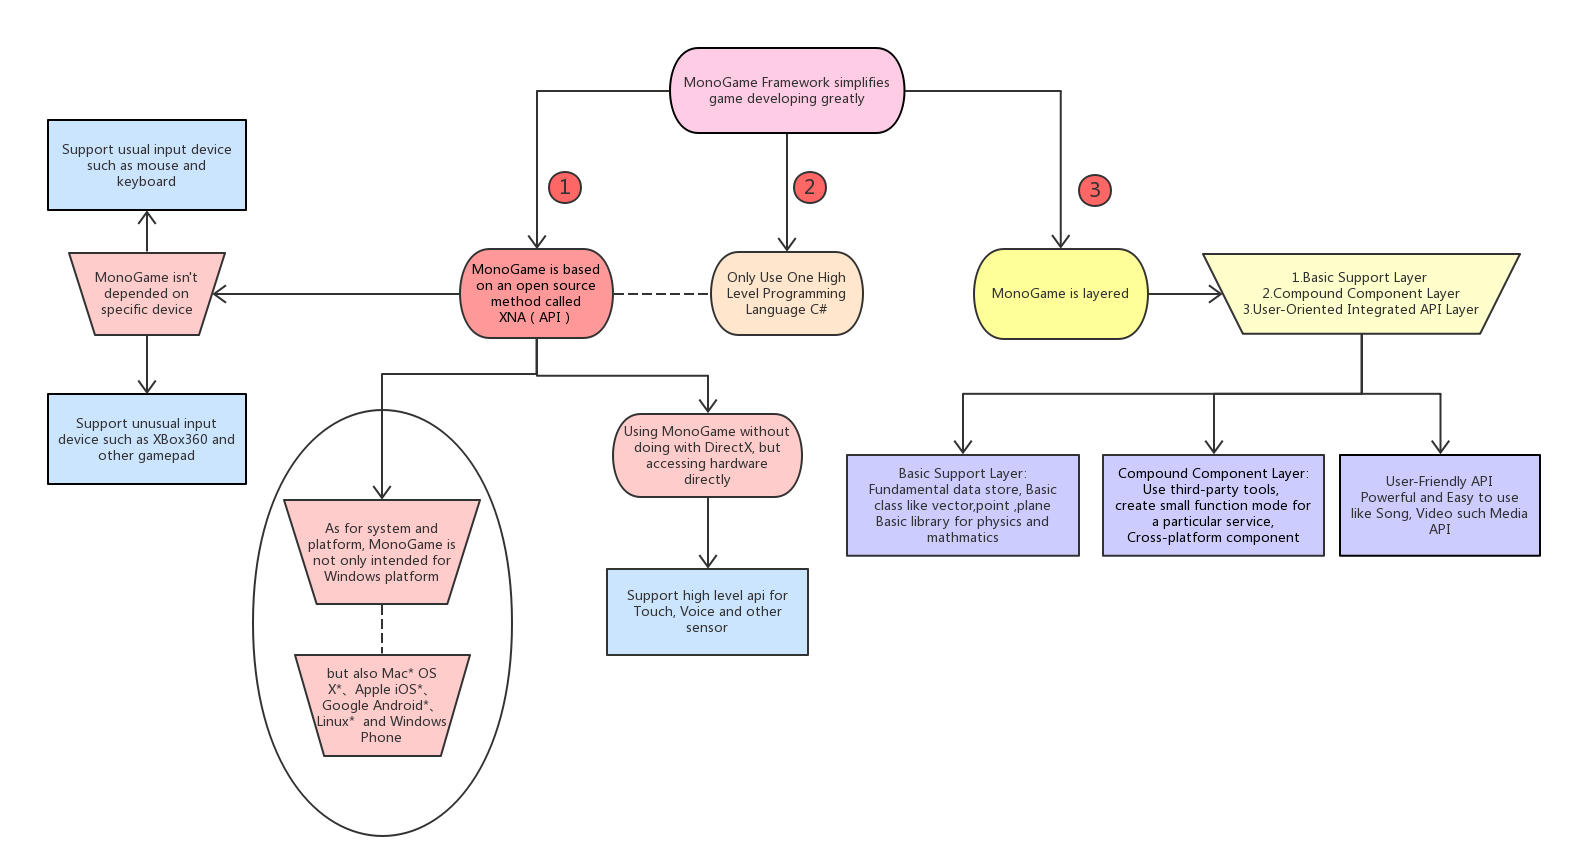 MonoGame Framework simplifies
game developing greatly
Support usual input device
such as mouse and
keyboard
1
2
3
MonoGame isn't
depended on
specific device
MonoGame is based
on an open source
method called
XNA ( API )
Only Use One High
Level Programming
Language C#
MonoGame is layered
1.Basic Support Layer
2.Compound Component Layer
3.User-Oriented Integrated API Layer
Support unusual input
device such as XBox360 and
other gamepad
Using MonoGame without
doing with DirectX, but
accessing hardware
directly
Basic Support Layer:
Fundamental data store, Basic
class like vector,point ,plane
Basic library for physics and
mathmatics
Compound Component Layer:
Use third-party tools,
create small function mode for
a particular service,
Cross-platform component
User-Friendly API
Powerful and Easy to use
like Song, Video such Media
API
As for system and
platform, MonoGame is
not only intended for
Windows platform
Support high level api for
Touch, Voice and other
sensor
but also Mac* OS
X*、Apple iOS*、
Google Android*、
Linux*  and Windows
Phone